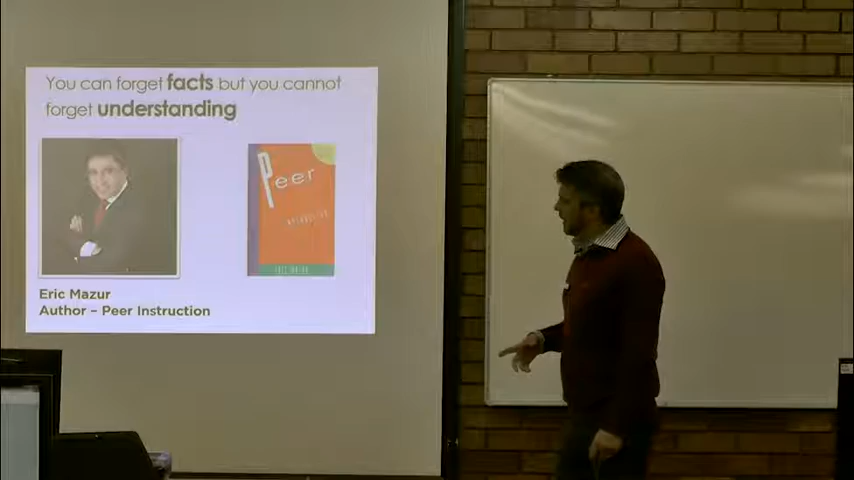 You can forget facts but you cannot
forget understanding
Peer
Eric Mazur
Author – Peer Instruction